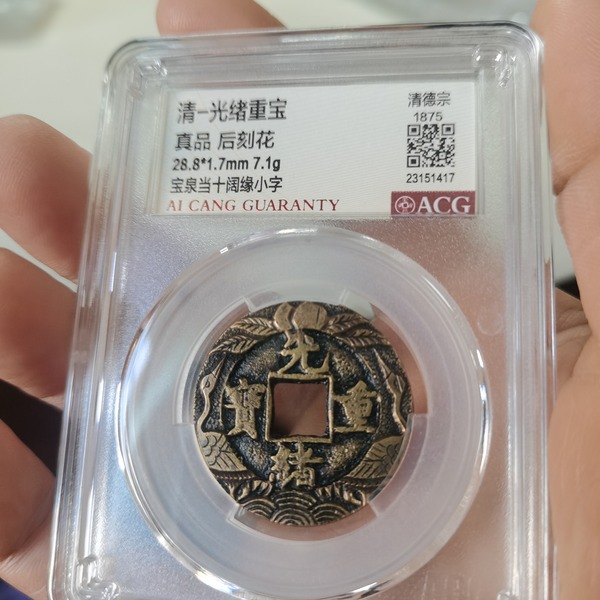 清-光绪重宝
真品 后刻花
28.8*1.7mm 7.1g
宝泉当十阔缘小字
AI CANG GUARANTY
清德宗
1875
23151417
ACG
光
寶 重
緒